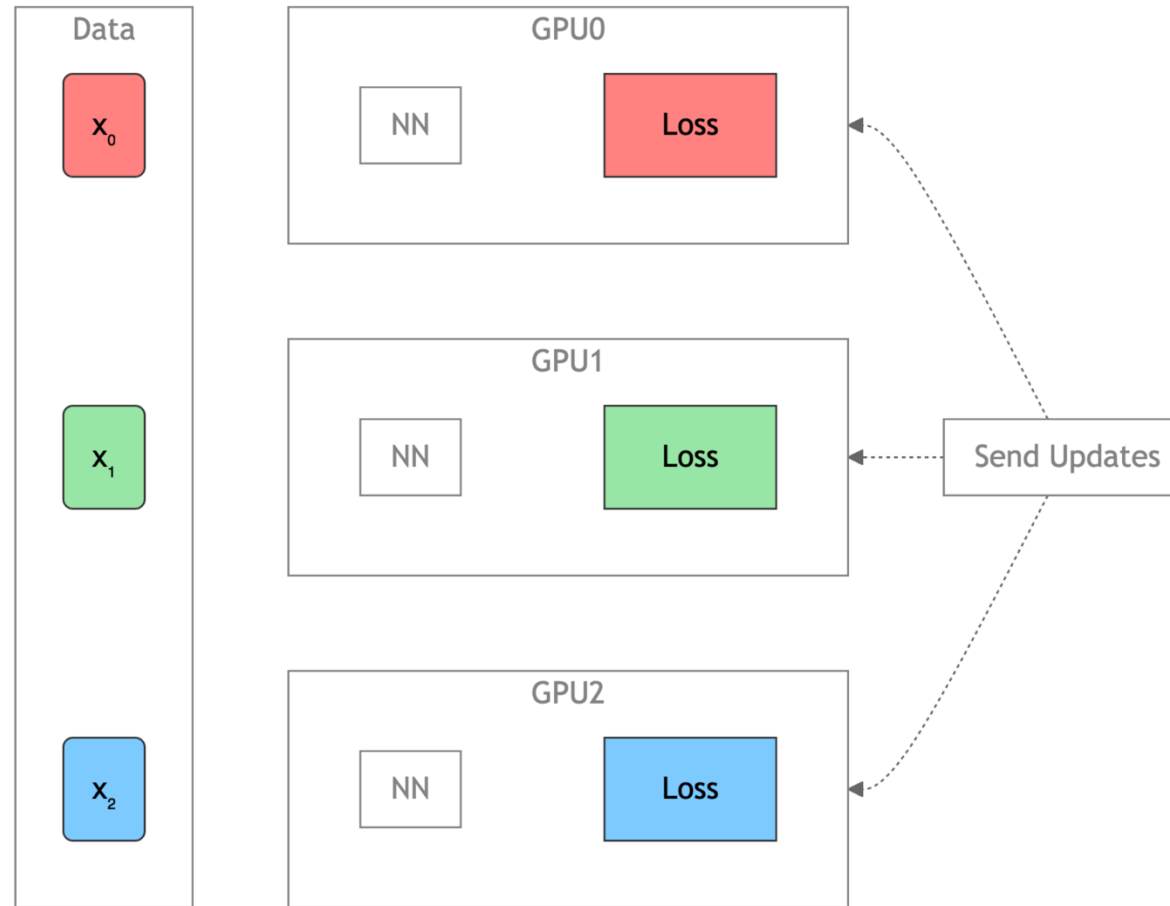 Data
GPU0
x₀
NN
Loss
GPU1
x₁
NN
Loss
Send Updates
GPU2
x₂
NN
Loss